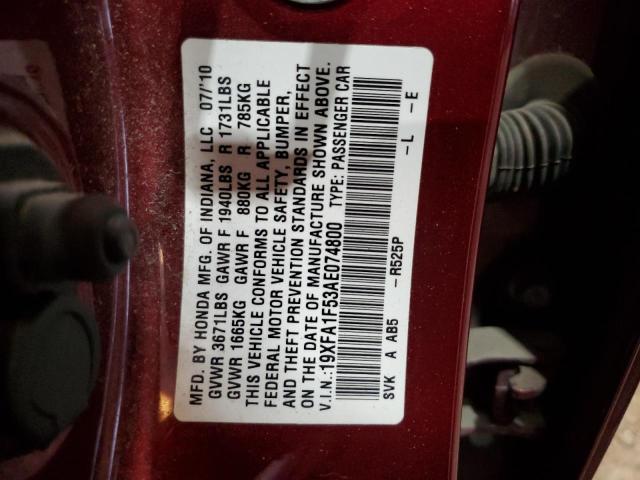 MFD. BY HONDA MFG. OF INDIANA, LLC 07/'10
GVWR 3671LBS GAWR F 1940LBS R 1731LBS
GVWR 1665KG GAWR F 880KG R 785KG
THIS VEHICLE CONFORMS TO ALL APPLICABLE
FEDERAL MOTOR VEHICLE SAFETY, BUMPER,
AND THEFT PREVENTION STANDARDS IN EFFECT
ON THE DATE OF MANUFACTURE SHOWN ABOVE.
V.I.N.:19XFA1F53AE074800 TYPE: PASSENGER CAR
SVK A AB5 -R525P -L -E